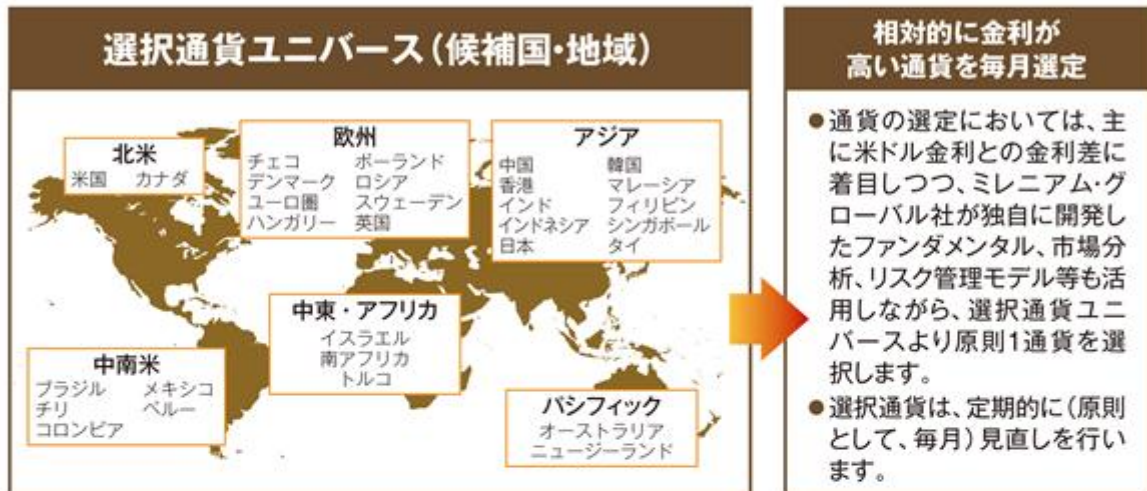 選択通貨ユニバース(候補国・地域)
北米
米国 カナダ
欧州
チェコ ポーランド
デンマーク ロシア
ユーロ圏 スウェーデン
ハンガリー 英国
アジア
中国 韓国
香港 マレーシア
インド フィリピン
インドネシア シンガポール
日本 タイ
中東・アフリカ
イスラエル
南アフリカ
トルコ
中南米
ブラジル メキシコ
チリ ペルー
コロンビア
パシフィック
オーストラリア
ニュージーランド
相対的に金利が
高い通貨を毎月選定
●通貨の選定においては、主
に米ドル金利との金利差に
着目しつつ、ミレニアム・グ
ローバル社が独自に開発し
たファンダメンタル、市場分
析、リスク管理モデル等も活
用しながら、選択通貨ユニ
バースより原則1通貨を選
択します。
●選択通貨は、定期的に(原則
として、毎月)見直しを行い
ます。